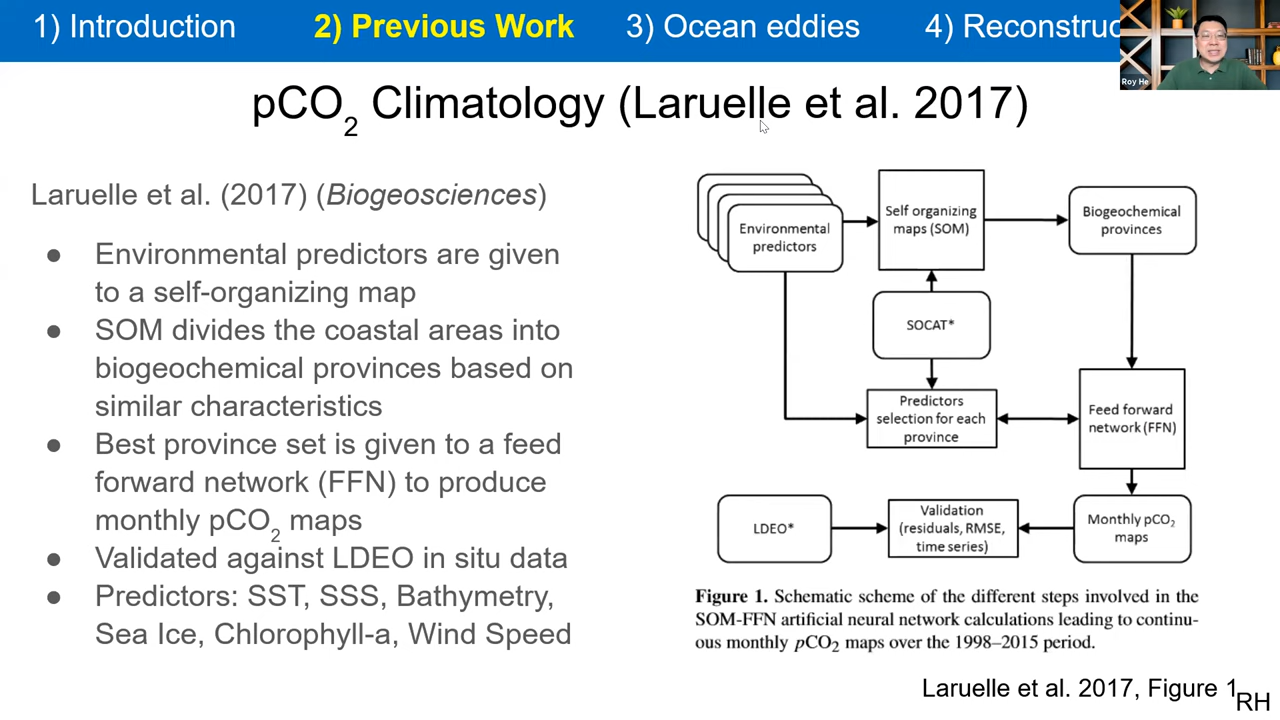 1) Introduction
2) Previous Work
3) Ocean eddies
4) Reconstruc
Roy He
pCO2 Climatology (Laruelle et al. 2017)
Laruelle et al. (2017) (Biogeosciences)
● Environmental predictors are given
to a self-organizing map
● SOM divides the coastal areas into
biogeochemical provinces based on
similar characteristics
● Best province set is given to a feed
forward network (FFN) to produce
monthly pCO2 maps
● Validated against LDEO in situ data
● Predictors: SST, SSS, Bathymetry,
Sea Ice, Chlorophyll-a, Wind Speed
Environmental
predictors
Self organizing
maps (SOM)
Biogeochemical
provinces
SOCAT*
Predictors
selection for each
province
Feed forward
network (FFN)
LDEO*
Validation
(residuals, RMSE,
time series)
Monthly pCO2
maps
Figure 1. Schematic scheme of the different steps involved in the
SOM-FFN artificial neural network calculations leading to continu-
ous monthly pCO2 maps over the 1998–2015 period.
Laruelle et al. 2017, Figure 1
RH